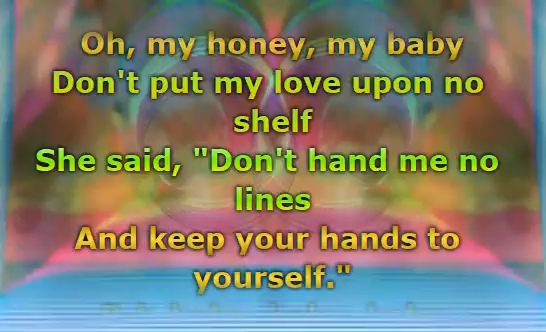 Oh, my honey, my baby
Don't put my love upon no
shelf
She said, "Don't hand me no
lines
And keep your hands to
yourself."